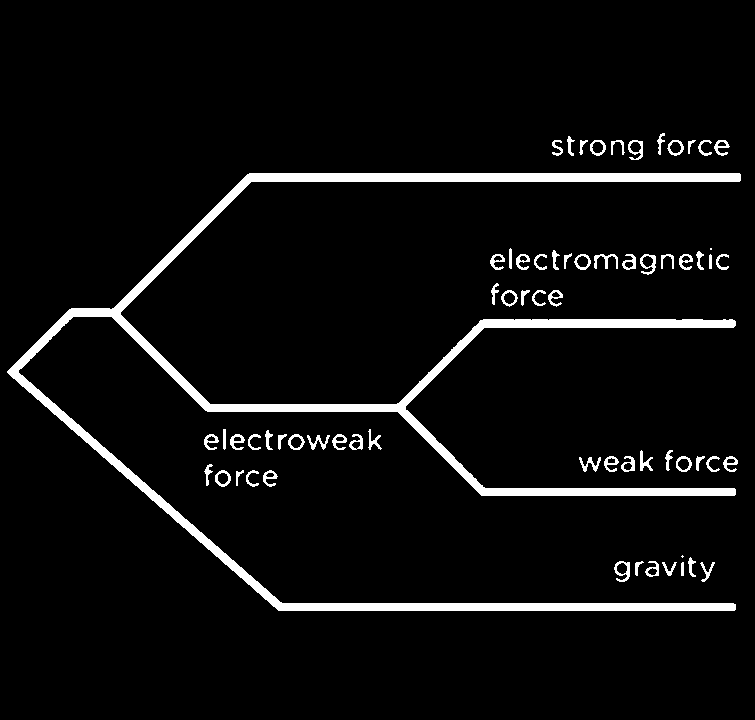 strong force
electromagnetic
force
electroweak
force
weak force
gravity